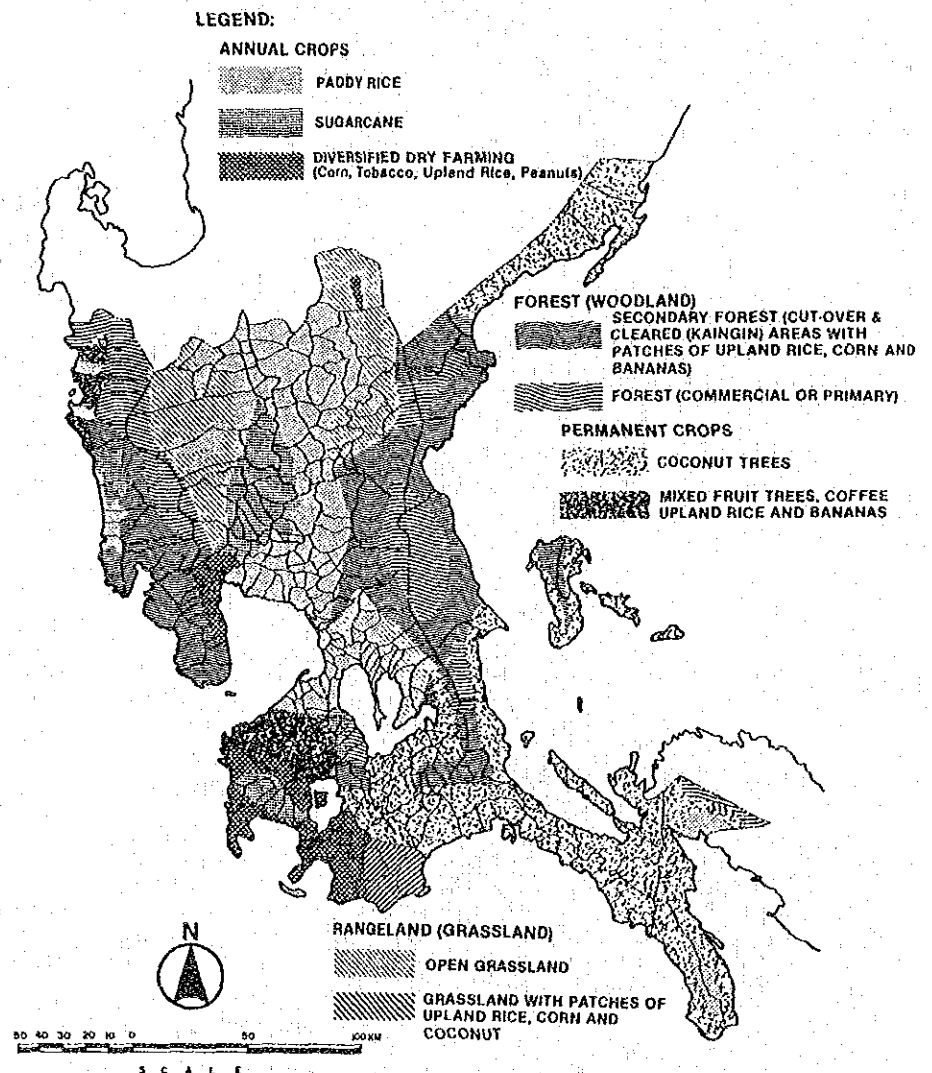 LEGEND:
ANNUAL CROPS
PADDY RICE
SUGARCANE
DIVERSIFIED DRY FARMING
(Corn, Tobacco, Upland Rice, Peanuts)
FOREST (WOODLAND)
SECONDARY FOREST (CUT-OVER &
CLEARED (KAINGIN) AREAS WITH
PATCHES OF UPLAND RICE, CORN AND
BANANAS)
FOREST (COMMERCIAL OR PRIMARY)
PERMANENT CROPS
COCONUT TREES
MIXED FRUIT TREES, COFFEE
UPLAND RICE AND BANANAS
N
RANGELAND (GRASSLAND)
OPEN GRASSLAND
GRASSLAND WITH PATCHES OF
UPLAND RICE, CORN AND
COCONUT
50 40 30 20 10 0 50 100 KM
SCALE